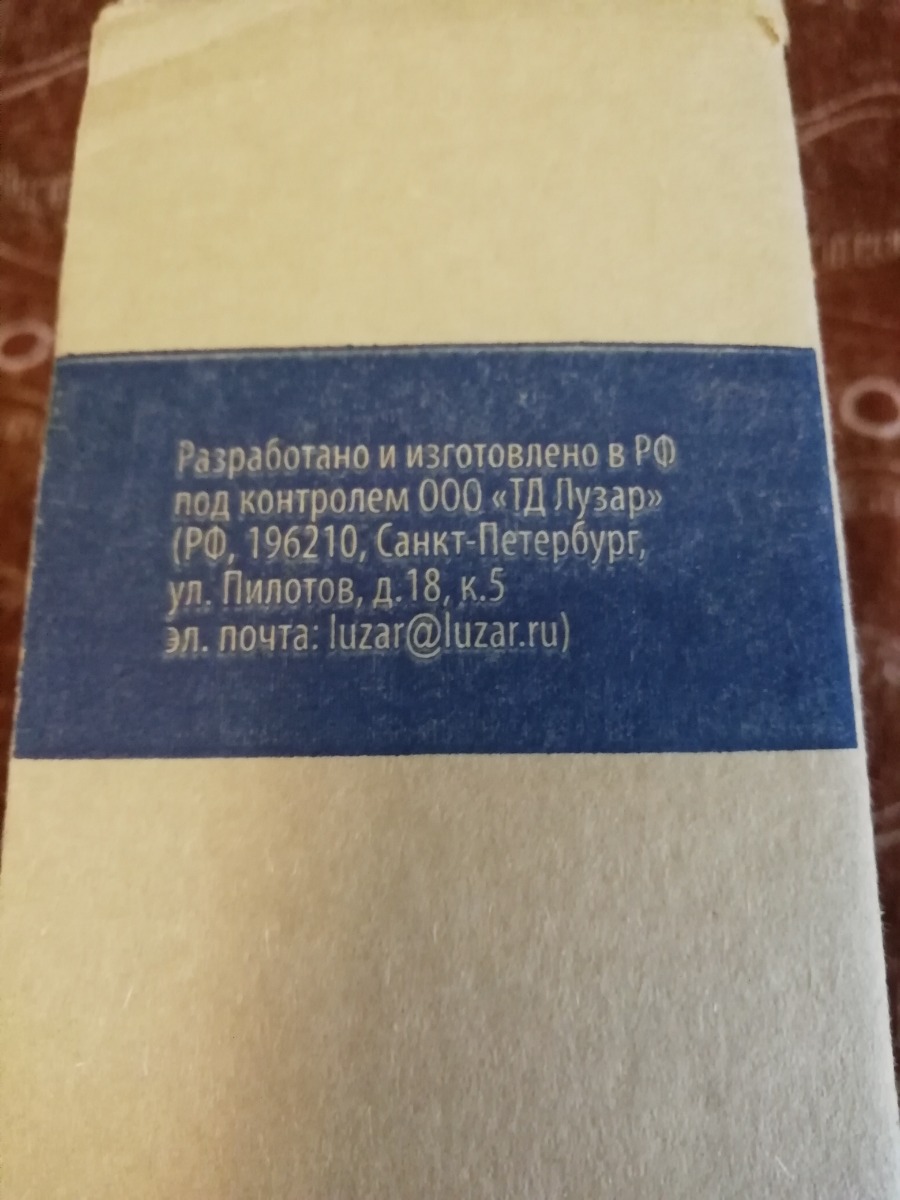 Разработано и изготовлено в РФ
под контролем ООО «ТД Лузар»
(РФ, 196210, Санкт-Петербург,
ул. Пилотов, д.18, к.5
эл. почта: luzar@luzar.ru)